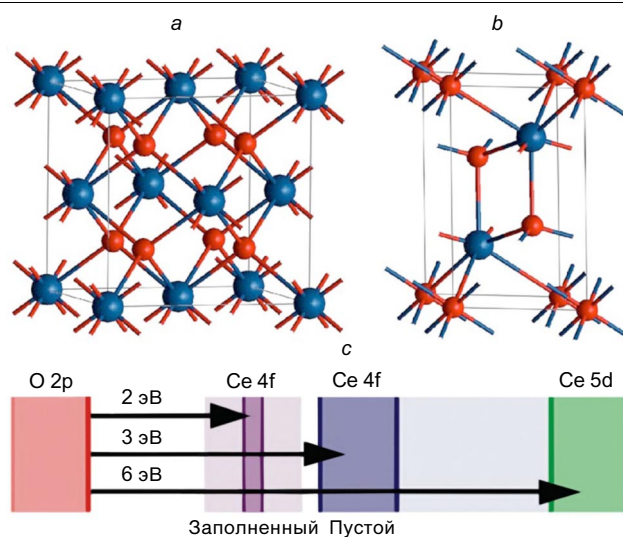 a b
c
O 2p Ce 4f Ce 4f Ce 5d
2 эВ
3 эВ
6 эВ
Заполненный Пустой